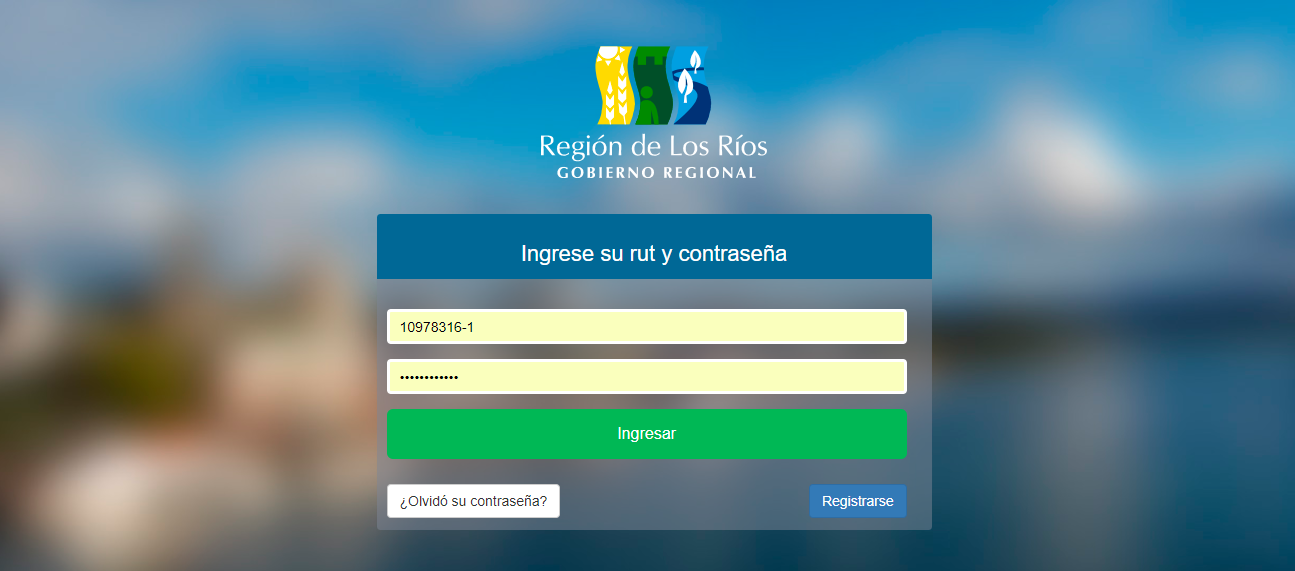 Región de Los Ríos
GOBIERNO REGIONAL
Ingrese su rut y contraseña
10978316-1
••••••••••••
Ingresar
¿Olvidó su contraseña?
Registrarse